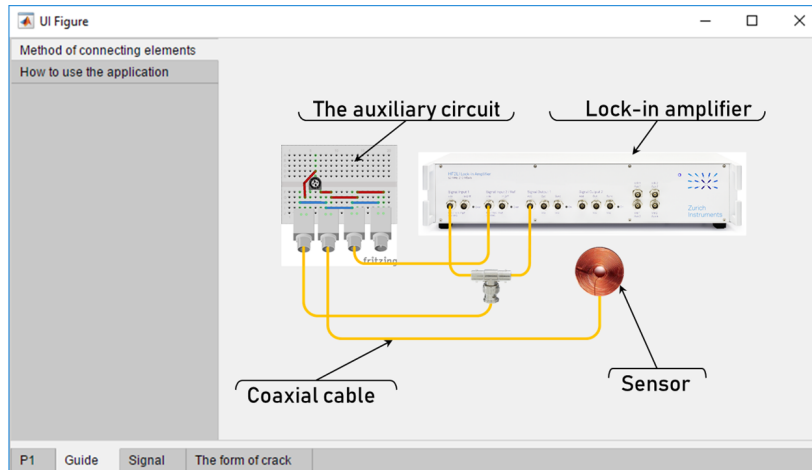 UI Figure
Method of connecting elements
How to use the application
The auxiliary circuit
Lock-in amplifier
Zurich
Instruments
fritzing
Sensor
Coaxial cable
P1
Guide
Signal
The form of crack